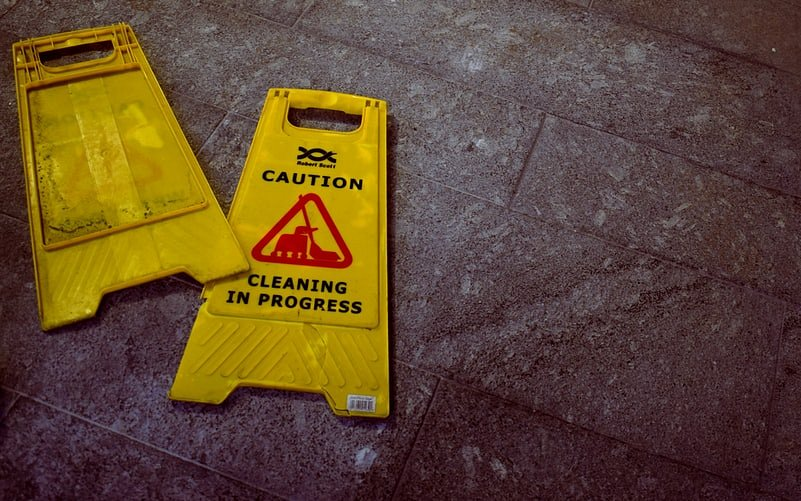 Robert Scott
CAUTION
CLEANING
IN PROGRESS